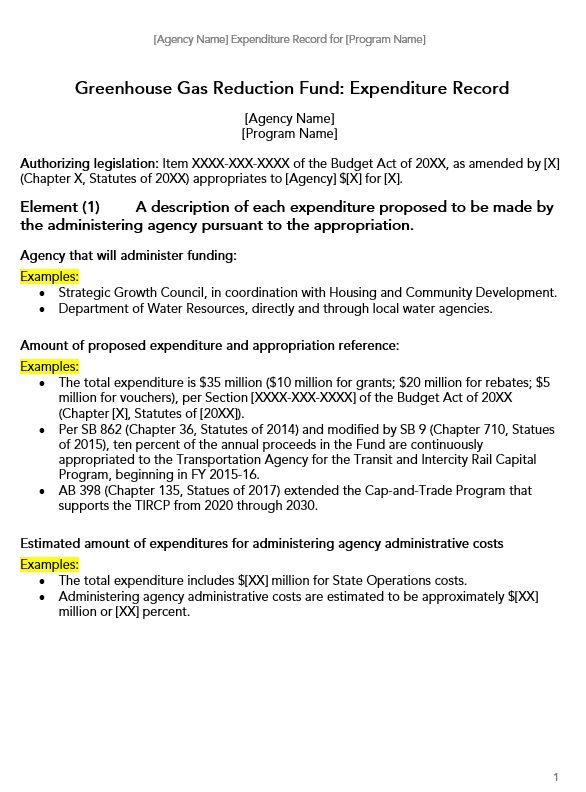 [Agency Name] Expenditure Record for [Program Name]
Greenhouse Gas Reduction Fund: Expenditure Record
[Agency Name]
[Program Name]
Authorizing legislation: Item XXXX-XXX-XXXX of the Budget Act of 20XX, as amended by [X]
(Chapter X, Statutes of 20XX) appropriates to [Agency] $[X] for [X].
Element (1) A description of each expenditure proposed to be made by
the administering agency pursuant to the appropriation.
Agency that will administer funding:
Examples:
• Strategic Growth Council, in coordination with Housing and Community Development.
• Department of Water Resources, directly and through local water agencies.
Amount of proposed expenditure and appropriation reference:
Examples:
• The total expenditure is $35 million ($10 million for grants; $20 million for rebates; $5
million for vouchers), per Section [XXXX-XXX-XXXX] of the Budget Act of 20XX
(Chapter [X], Statutes of [20XX]).
• Per SB 862 (Chapter 36, Statutes of 2014) and modified by SB 9 (Chapter 710, Statues
of 2015), ten percent of the annual proceeds in the Fund are continuously
appropriated to the Transportation Agency for the Transit and Intercity Rail Capital
Program, beginning in FY 2015-16.
• AB 398 (Chapter 135, Statues of 2017) extended the Cap-and-Trade Program that
supports the TIRCP from 2020 through 2030.
Estimated amount of expenditures for administering agency administrative costs
Examples:
• The total expenditure includes $[XX] million for State Operations costs.
• Administering agency administrative costs are estimated to be approximately $[XX]
million or [XX] percent.
1